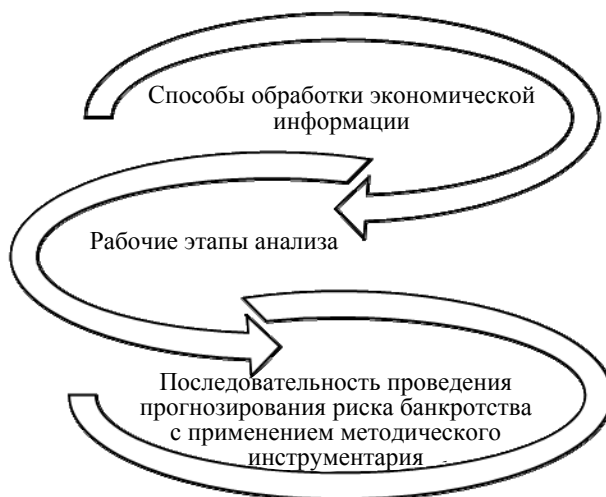 Способы обработки экономической
информации
Рабочие этапы анализа
Последовательность проведения
прогнозирования риска банкротства
с применением методического
инструментария